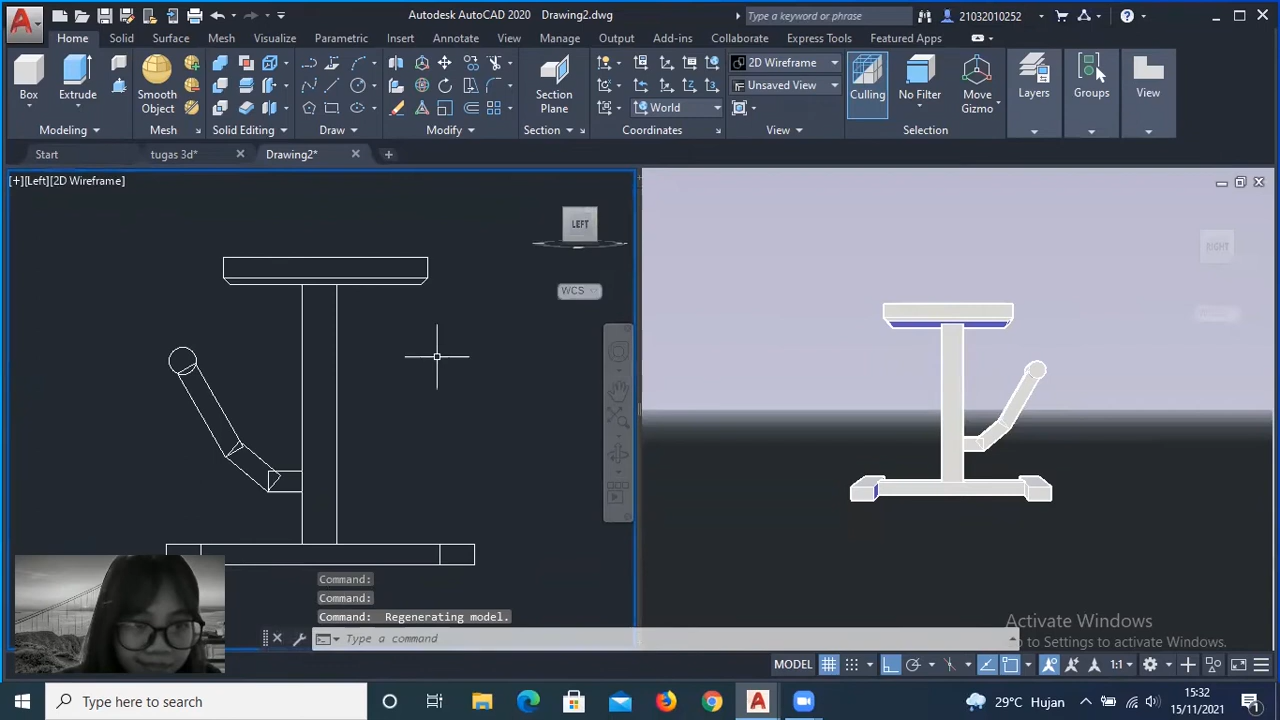 Autodesk AutoCAD 2020 Drawing2.dwg
Type a keyword or phrase
21032010252
Home Solid Surface Mesh Visualize Parametric Insert Annotate View Manage Output Add-ins Collaborate Express Tools Featured Apps
2D Wireframe
Unsaved View
World
Box Extrude Smooth Object Section Plane Culling No Filter Move Gizmo Layers Groups View
Modeling Mesh Solid Editing Draw Modify Section Coordinates View Selection
Start tugas 3d* Drawing2*
[+][Left][2D Wireframe]
LEFT
RIGHT
WCS
Command:
Command:
Command: Regenerating model.
Type a command
Activate Windows
to Settings to activate Windows.
MODEL 1:1
Type here to search
29°C Hujan
15:32
15/11/2021
1